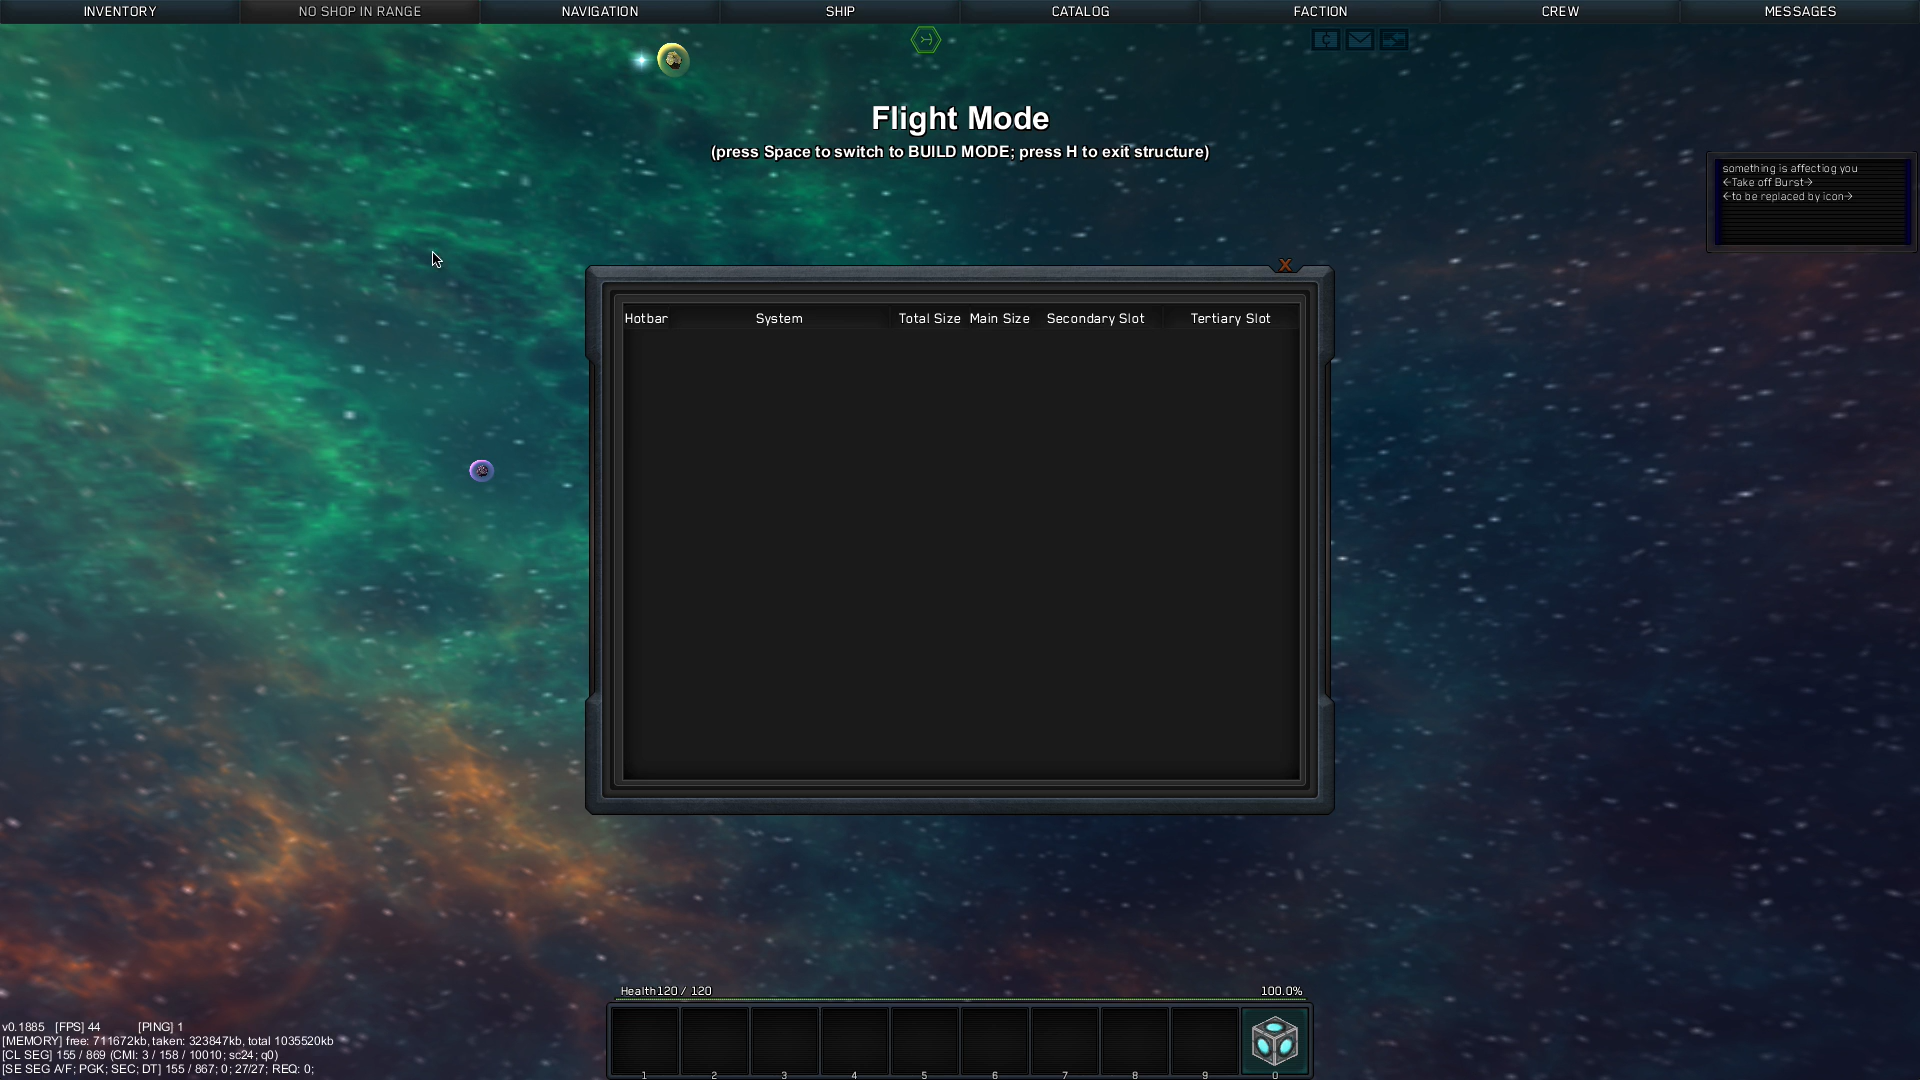 INVENTORY NO SHOP IN RANGE NAVIGATION SHIP CATALOG FACTION CREW MESSAGES
Flight Mode
(press Space to switch to BUILD MODE; press H to exit structure)
something is affectiog you
<-Take off Burst->
<-to be replaced by icon->
X
Hotbar System Total Size Main Size Secondary Slot Tertiary Slot
Health120 / 120 100.0%
1 2 3 4 5 6 7 8 9 0
v0.1885 [FPS] 44 [PING] 1
[MEMORY] free: 711672kb, taken: 323847kb, total 1035520kb
[CL SEG] 155 / 869 (CMI: 3 / 158 / 10010; sc24; q0)
[SE SEG A/F; PGK; SEC; DT] 155 / 867; 0; 27/27; REQ: 0;